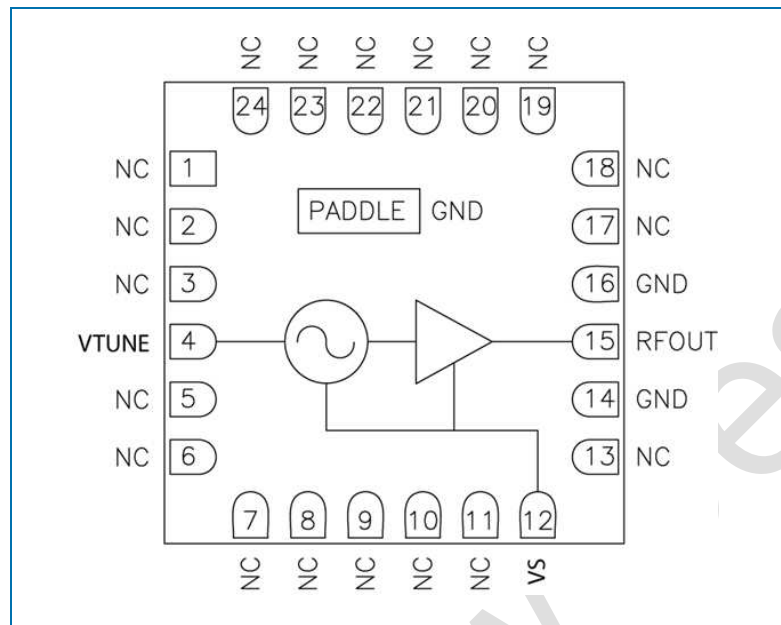 NC NC NC NC NC NC
24 23 22 21 20 19
NC 1 18 NC
PADDLE GND
NC 2 17 NC
NC 3 16 GND
VTUNE 4 15 RFOUT
NC 5 14 GND
NC 6 13 NC
7 8 9 10 11 12
NC NC NC NC NC VS